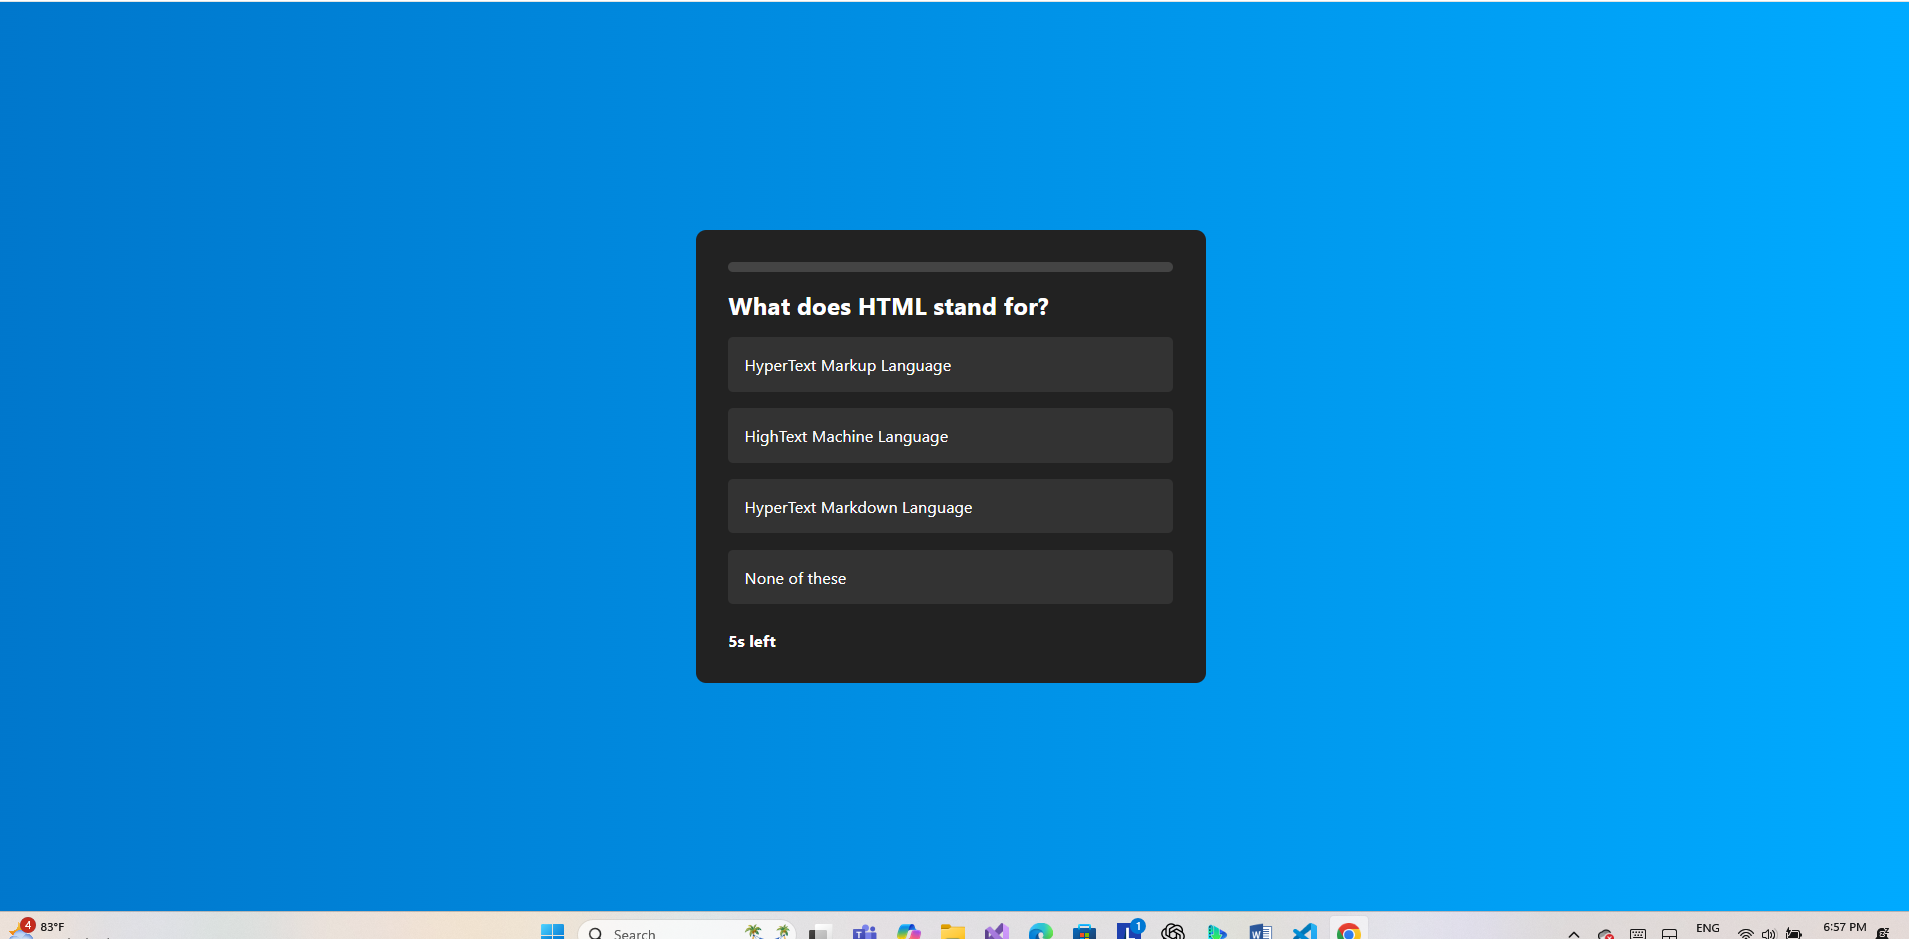 What does HTML stand for?
HyperText Markup Language
HighText Machine Language
HyperText Markdown Language
None of these
5s left
4
83°F
Search
1
ENG
6:57 PM